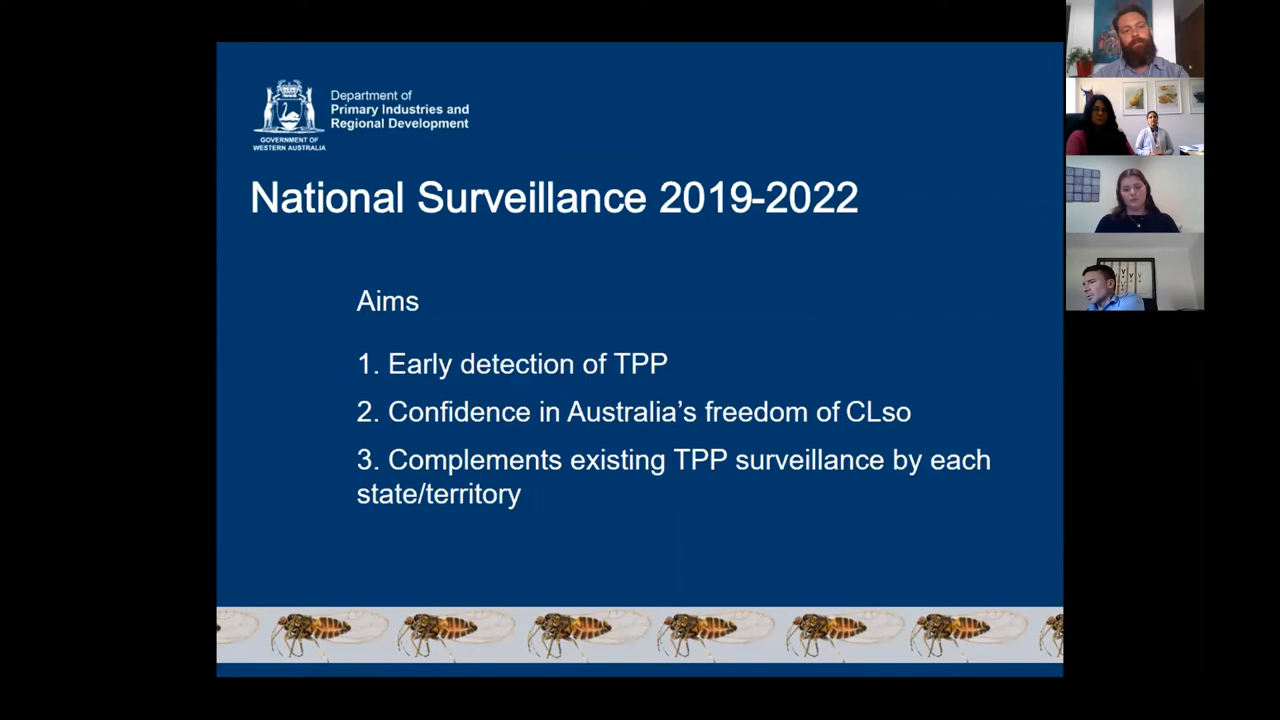 Department of
Primary Industries and
Regional Development
GOVERNMENT OF
WESTERN AUSTRALIA
National Surveillance 2019-2022
Aims
1. Early detection of TPP
2. Confidence in Australia's freedom of CLso
3. Complements existing TPP surveillance by each
state/territory